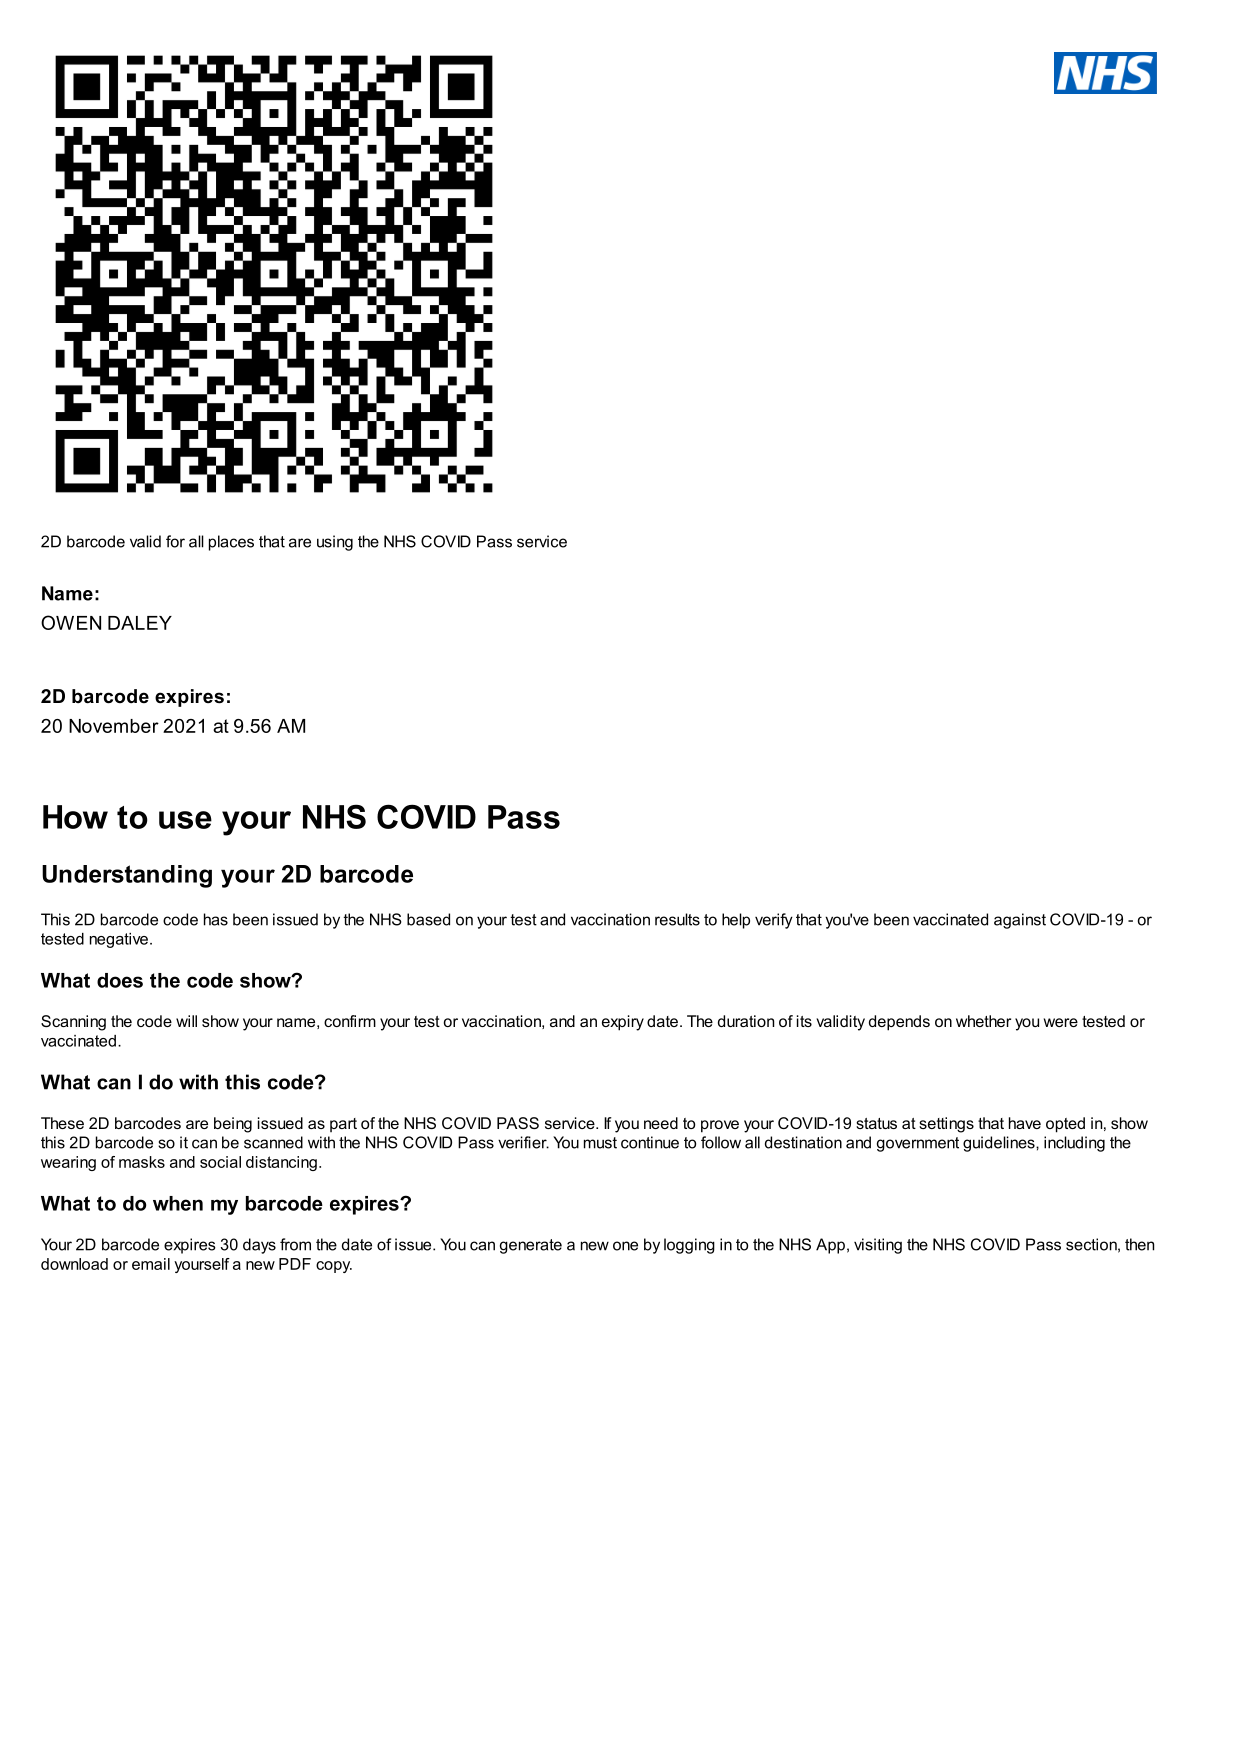 NHS
2D barcode valid for all places that are using the NHS COVID Pass service
Name:
OWEN DALEY
2D barcode expires:
20 November 2021 at 9.56 AM
How to use your NHS COVID Pass
Understanding your 2D barcode
This 2D barcode code has been issued by the NHS based on your test and vaccination results to help verify that you've been vaccinated against COVID-19 - or
tested negative.
What does the code show?
Scanning the code will show your name, confirm your test or vaccination, and an expiry date. The duration of its validity depends on whether you were tested or
vaccinated.
What can I do with this code?
These 2D barcodes are being issued as part of the NHS COVID PASS service. If you need to prove your COVID-19 status at settings that have opted in, show
this 2D barcode so it can be scanned with the NHS COVID Pass verifier. You must continue to follow all destination and government guidelines, including the
wearing of masks and social distancing.
What to do when my barcode expires?
Your 2D barcode expires 30 days from the date of issue. You can generate a new one by logging in to the NHS App, visiting the NHS COVID Pass section, then
download or email yourself a new PDF copy.